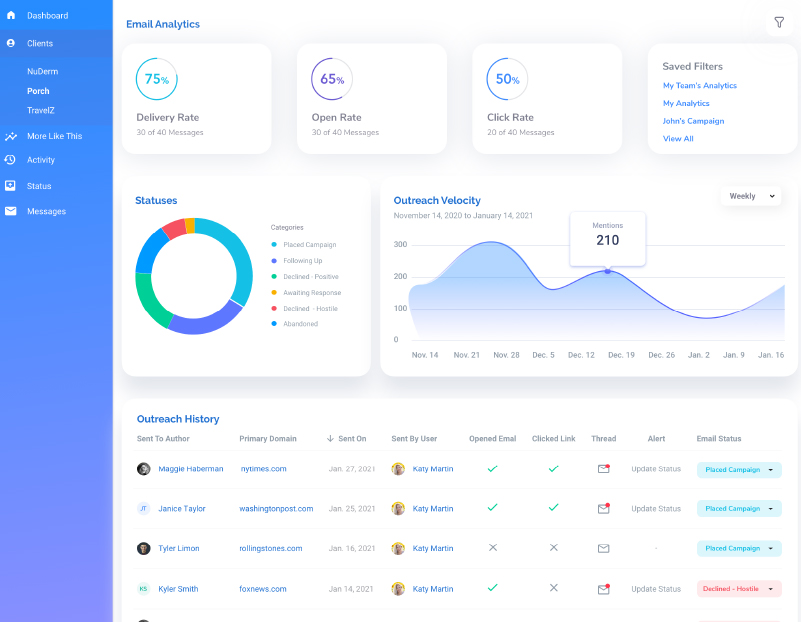 Dashboard
Clients
NuDerm
Porch
TravelZ
More Like This
Activity
Status
Messages
Email Analytics
75%
Delivery Rate
30 of 40 Messages
65%
Open Rate
30 of 40 Messages
50%
Click Rate
20 of 40 Messages
Saved Filters
My Team's Analytics
My Analytics
John's Campaign
View All
Statuses
Categories
Placed Campaign
Following Up
Declined - Positive
Awaiting Response
Declined - Hostile
Abandoned
Outreach Velocity
Weekly
November 14, 2020 to January 14, 2021
Mentions
210
300
200
100
0
Nov. 14 Nov. 21 Nov. 28 Dec. 5 Dec. 12 Dec. 19 Dec. 26 Jan. 2 Jan. 9 Jan. 16
Outreach History
Sent To Author Primary Domain Sent On Sent By User Opened Emal Clicked Link Thread Alert Email Status
Maggie Haberman nytimes.com Jan. 27, 2021 Katy Martin Update Status Placed Campaign
JT Janice Taylor washingtonpost.com Jan. 25, 2021 Katy Martin Update Status Placed Campaign
Tyler Limon rollingstones.com Jan. 16, 2021 Katy Martin - Placed Campaign
KS Kyler Smith foxnews.com Jan 14, 2021 Katy Martin Update Status Declined - Hostile